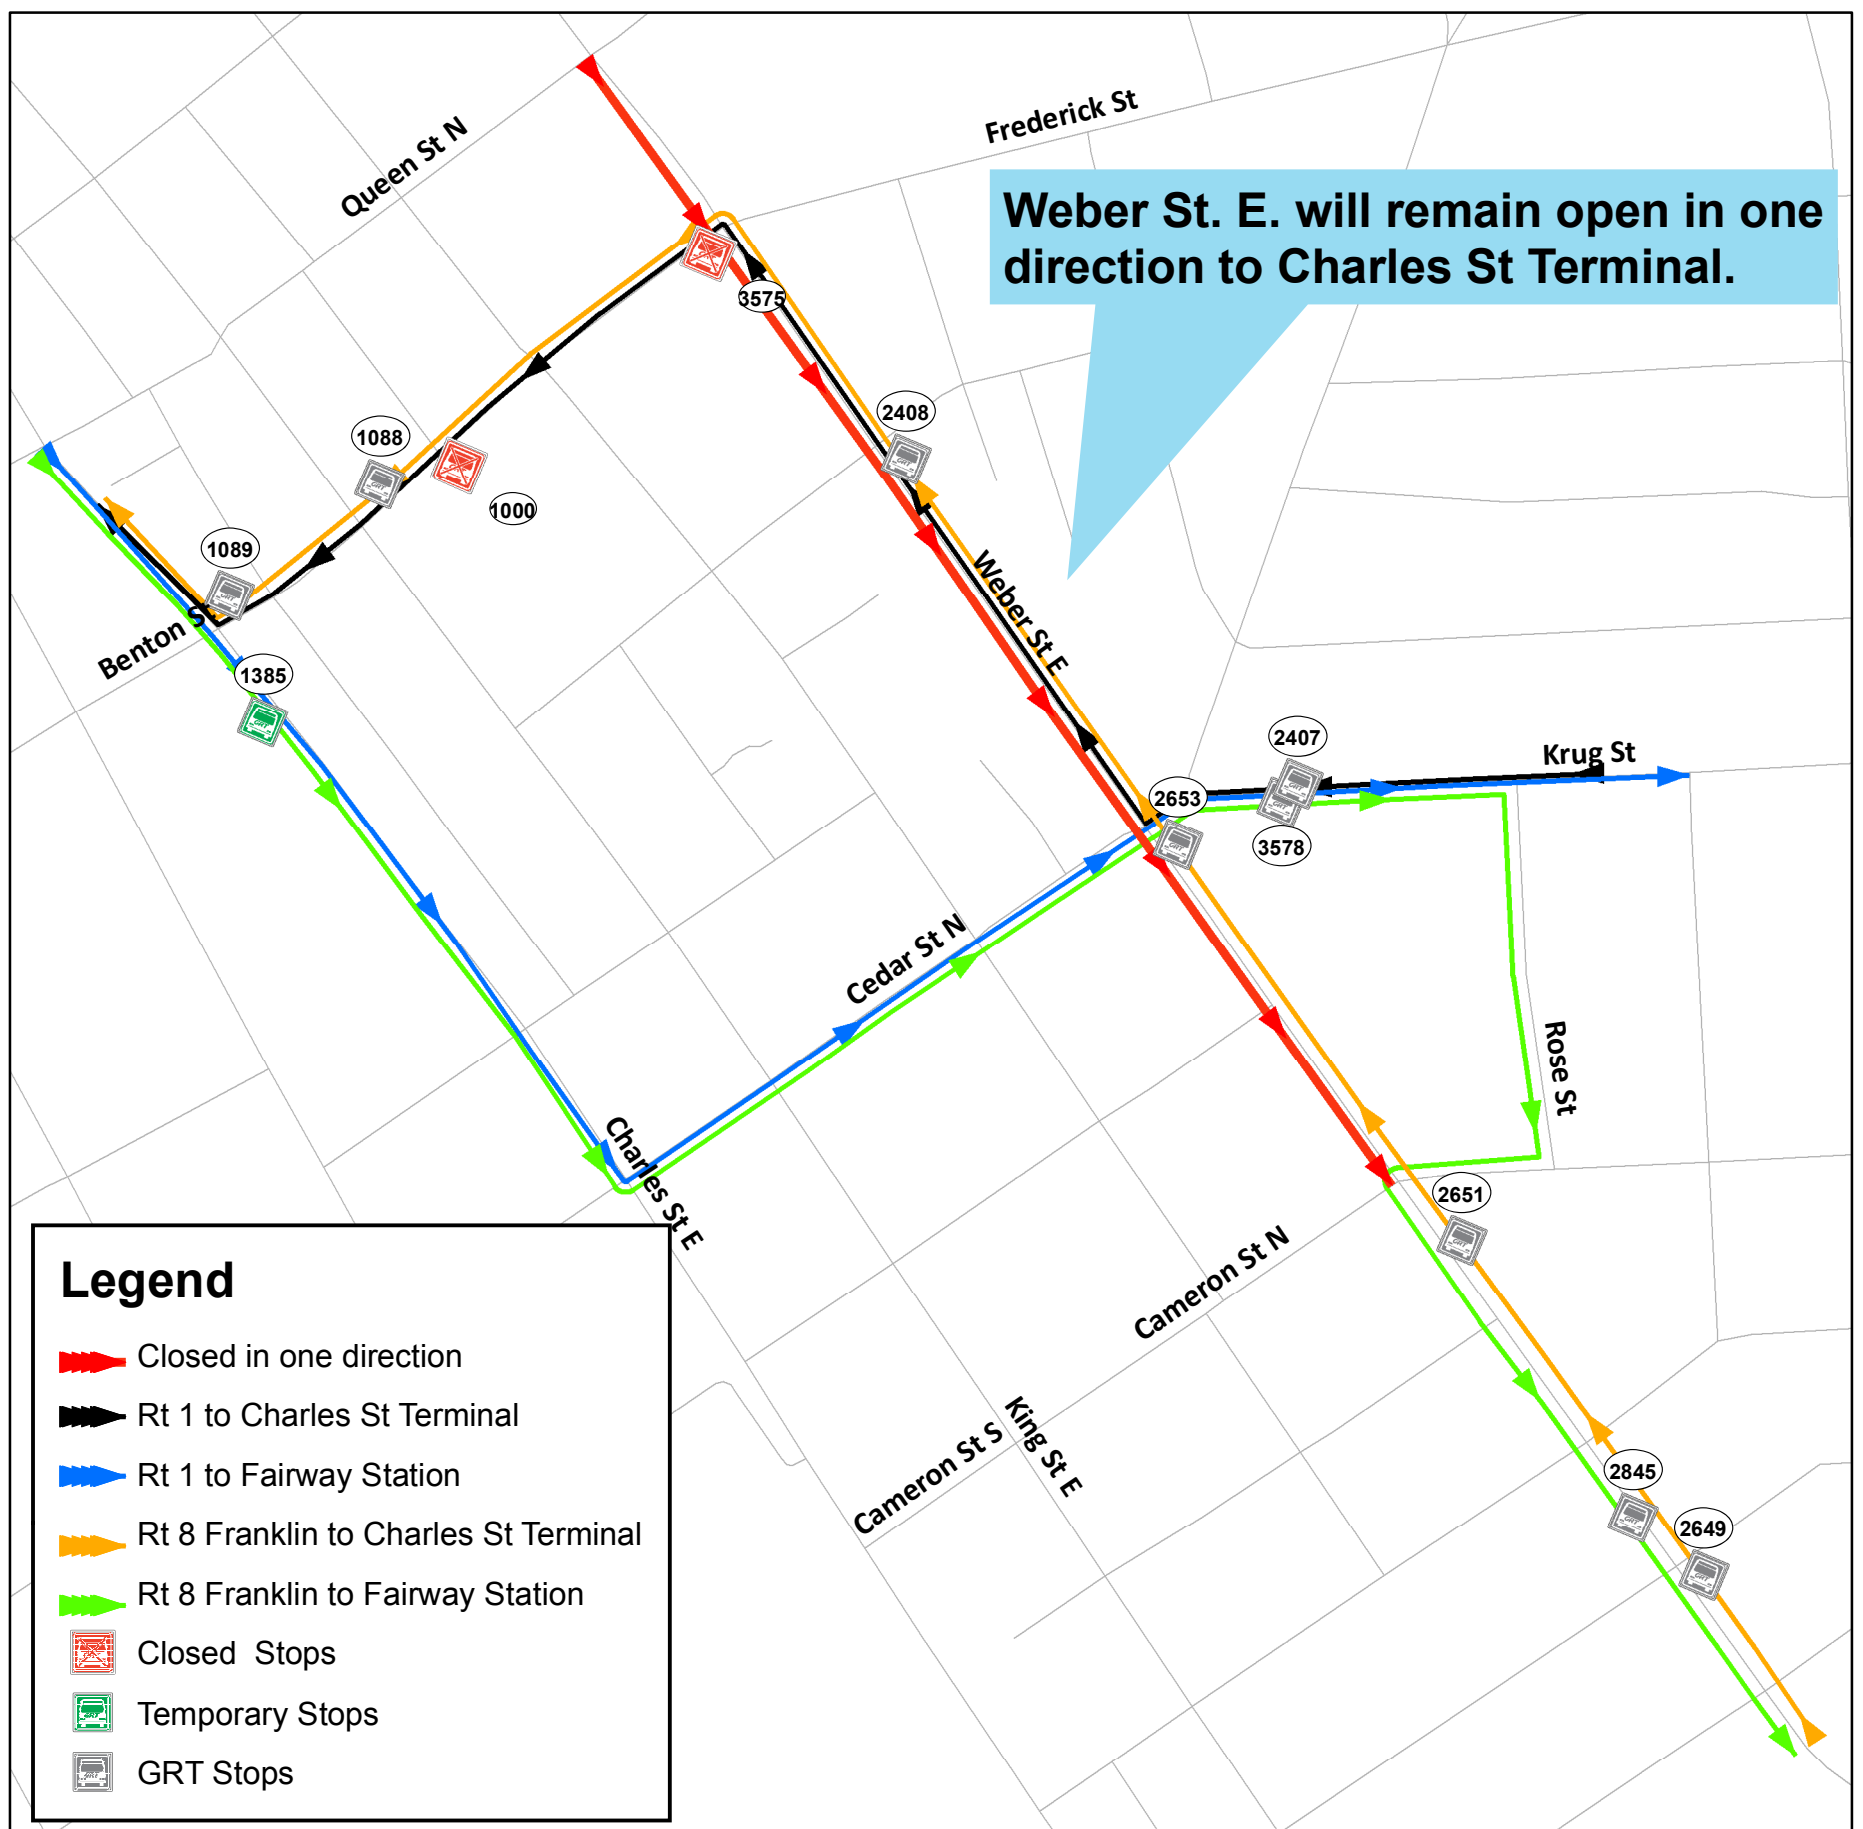 Queen St N
Frederick St
Weber St. E. will remain open in one
direction to Charles St Terminal.
3575
2408
1088
1000
1089
Benton St
1385
Weber St E
2407
Krug St
2653
3578
Cedar St N
Rose St
Charles St E
2651
Cameron St N
King St E
Cameron St S
2845
2649
Legend
Closed in one direction
Rt 1 to Charles St Terminal
Rt 1 to Fairway Station
Rt 8 Franklin to Charles St Terminal
Rt 8 Franklin to Fairway Station
Closed Stops
Temporary Stops
GRT Stops